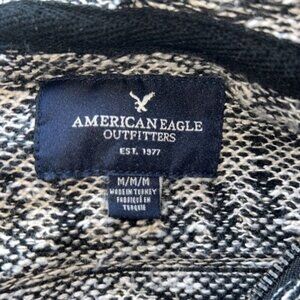 AMERICAN EAGLE
OUTFITTERS
EST. 1977
M/M/M
MADE IN TURKEY
FABRIQUÉ EN
TURQUIE